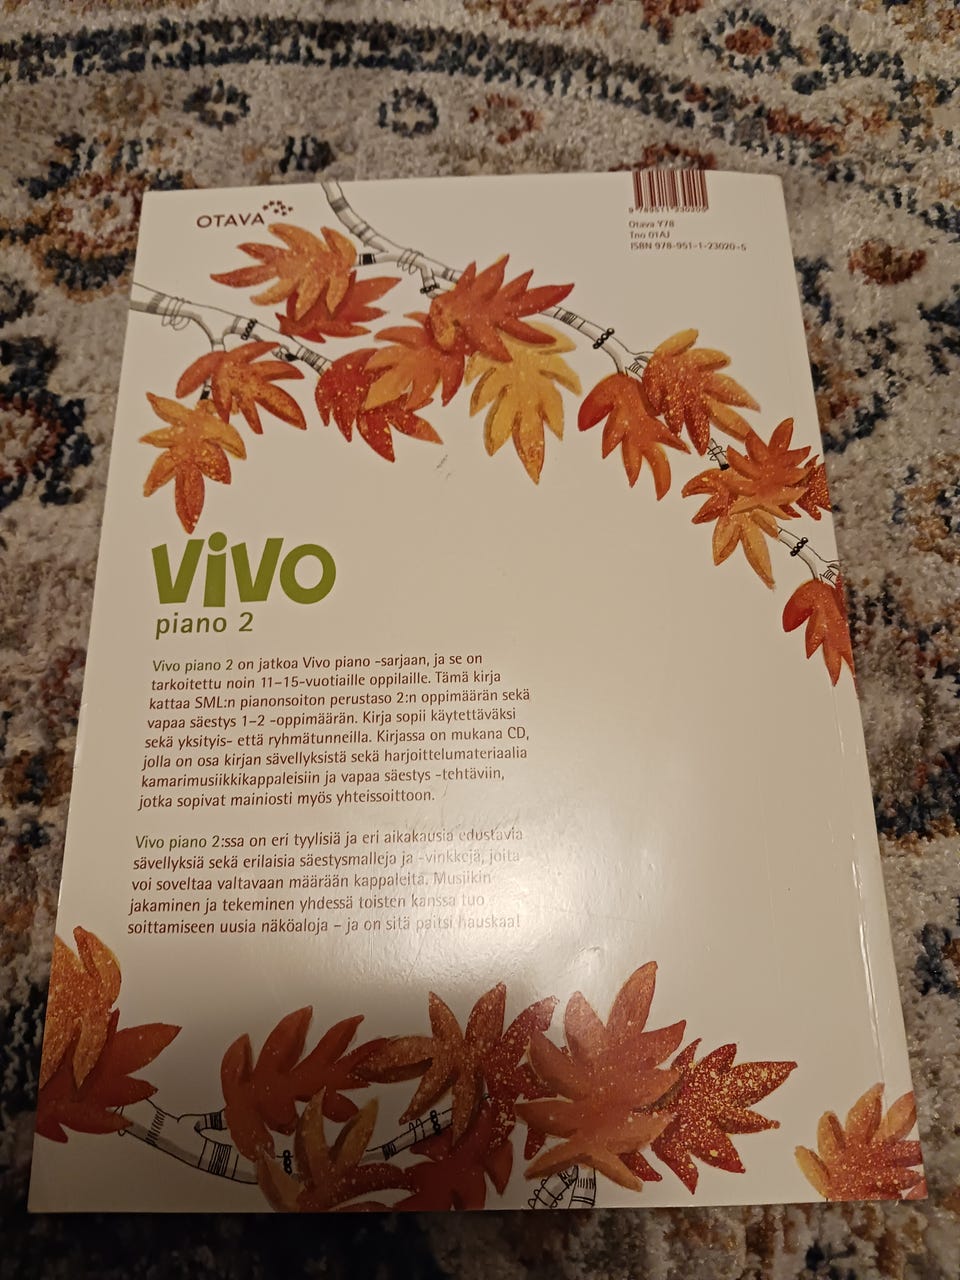 OTAVA
9 789511 230205
Otava Y78
Tno 01AJ
ISBN 978-951-1-23020-5
ViVO
piano 2
Vivo piano 2 on jatkoa Vivo piano -sarjaan, ja se on
tarkoitettu noin 11–15-vuotiaille oppilaille. Tämä kirja
kattaa SML:n pianonsoiton perustaso 2:n oppimäärän sekä
vapaa säestys 1–2 -oppimäärän. Kirja sopii käytettäväksi
sekä yksityis- että ryhmätunneilla. Kirjassa on mukana CD,
jolla on osa kirjan sävellyksistä sekä harjoittelumateriaalia
kamarimusiikkikappaleisiin ja vapaa säestys -tehtäviin,
jotka sopivat mainiosti myös yhteissoittoon.
Vivo piano 2:ssa on eri tyylisiä ja eri aikakausia edustavia
sävellyksiä sekä erilaisia säestysmalleja ja -vinkkejä, joita
voi soveltaa valtavaan määrään kappaleita. Musiikin
jakaminen ja tekeminen yhdessä toisten kanssa tuo
soittamiseen uusia näköaloja – ja on sitä paitsi hauskaa!